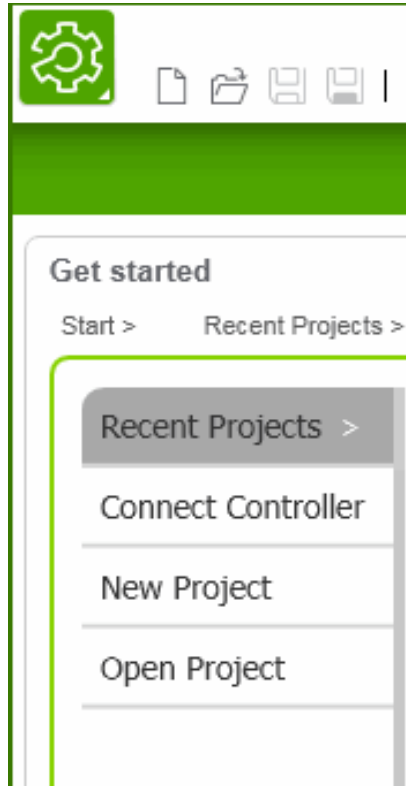 Get started
Start > Recent Projects >
Recent Projects >
Connect Controller
New Project
Open Project